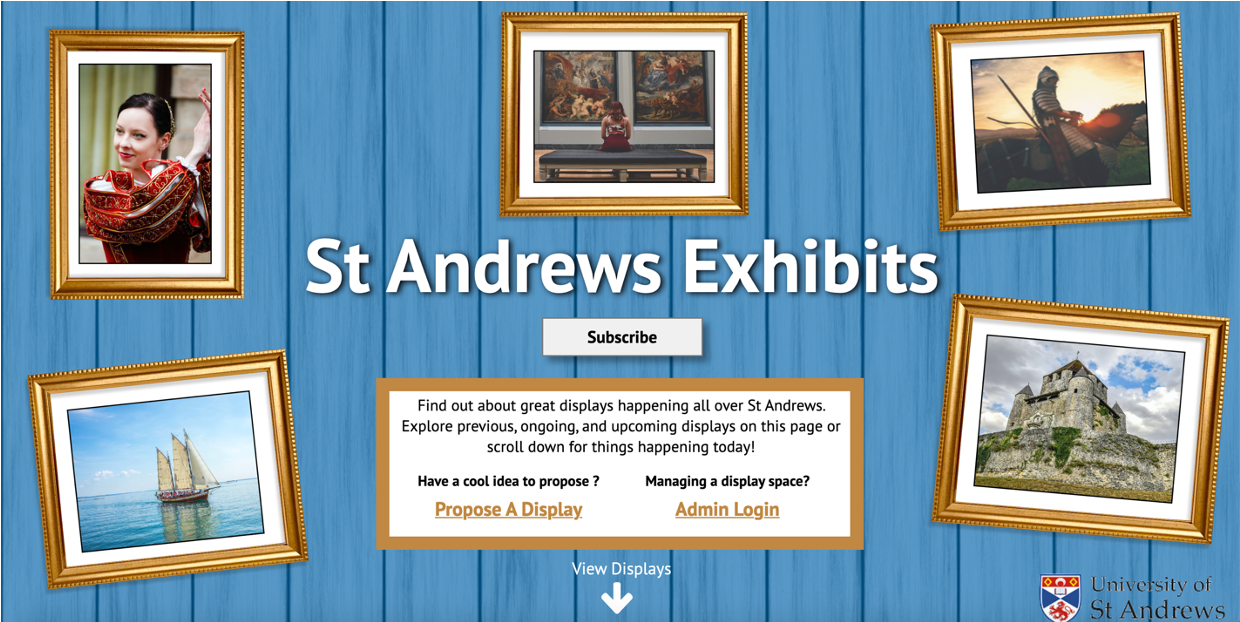 St Andrews Exhibits
Subscribe
Find out about great displays happening all over St Andrews.
Explore previous, ongoing, and upcoming displays on this page or
scroll down for things happening today!
Have a cool idea to propose ?
Propose A Display
Managing a display space?
Admin Login
View Displays
University of
St Andrews